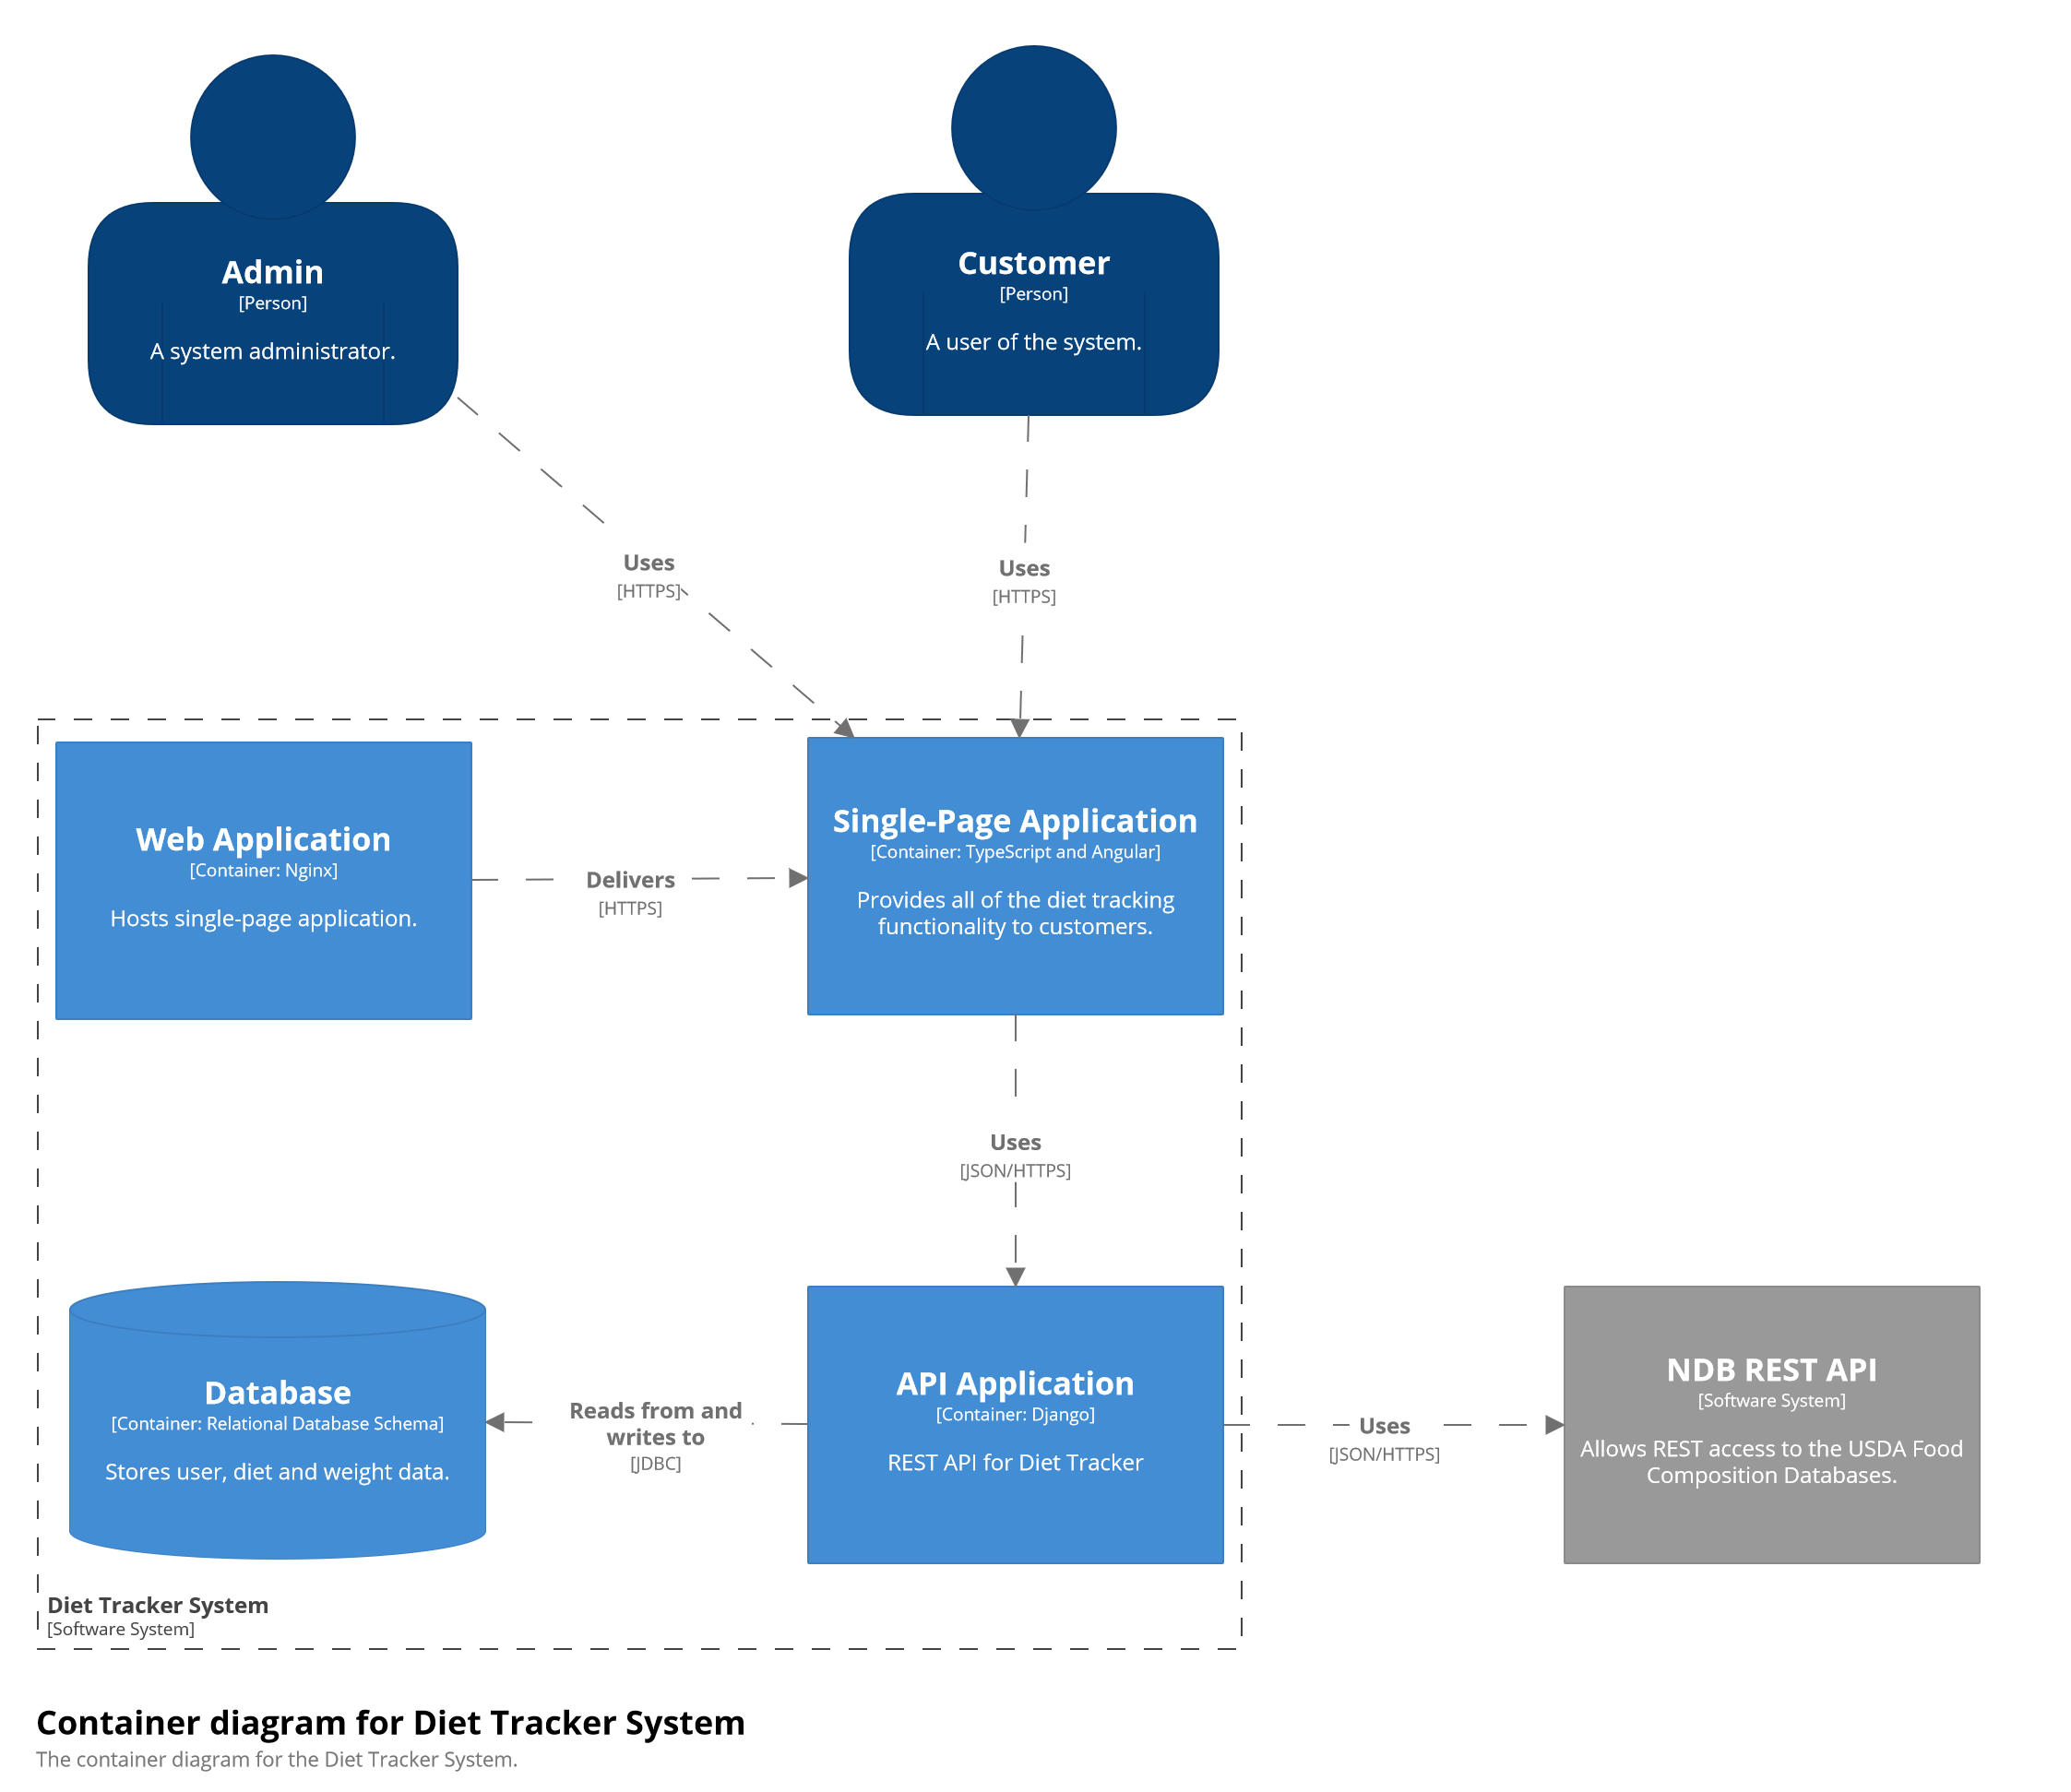 Admin
[Person]
A system administrator.
Customer
[Person]
A user of the system.
Uses
[HTTPS]
Uses
[HTTPS]
Web Application
[Container: Nginx]
Hosts single-page application.
Delivers
[HTTPS]
Single-Page Application
[Container: TypeScript and Angular]
Provides all of the diet tracking
functionality to customers.
Uses
[JSON/HTTPS]
Database
[Container: Relational Database Schema]
Stores user, diet and weight data.
Reads from and
writes to
[JDBC]
API Application
[Container: Django]
REST API for Diet Tracker
Uses
[JSON/HTTPS]
NDB REST API
[Software System]
Allows REST access to the USDA Food
Composition Databases.
Diet Tracker System
[Software System]
Container diagram for Diet Tracker System
The container diagram for the Diet Tracker System.